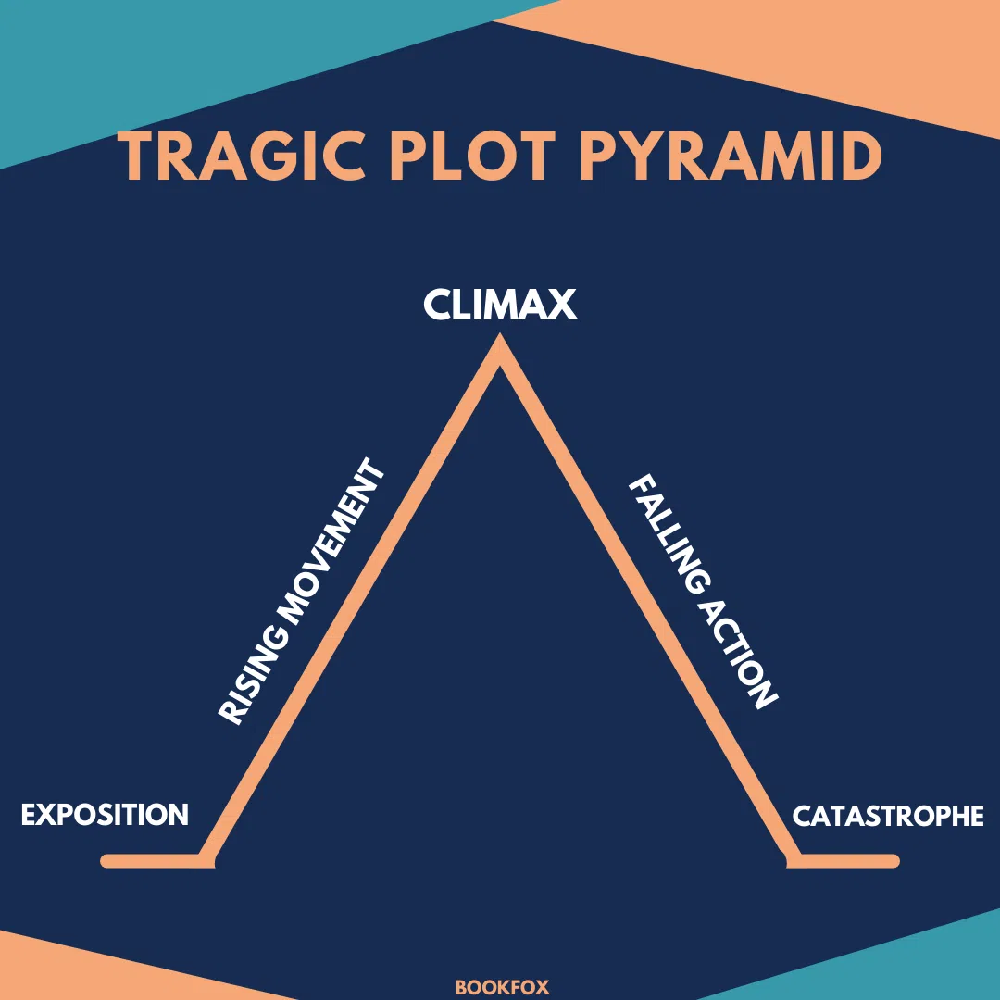 TRAGIC PLOT PYRAMID
CLIMAX
RISING MOVEMENT
FALLING ACTION
EXPOSITION
CATASTROPHE
BOOKFOX